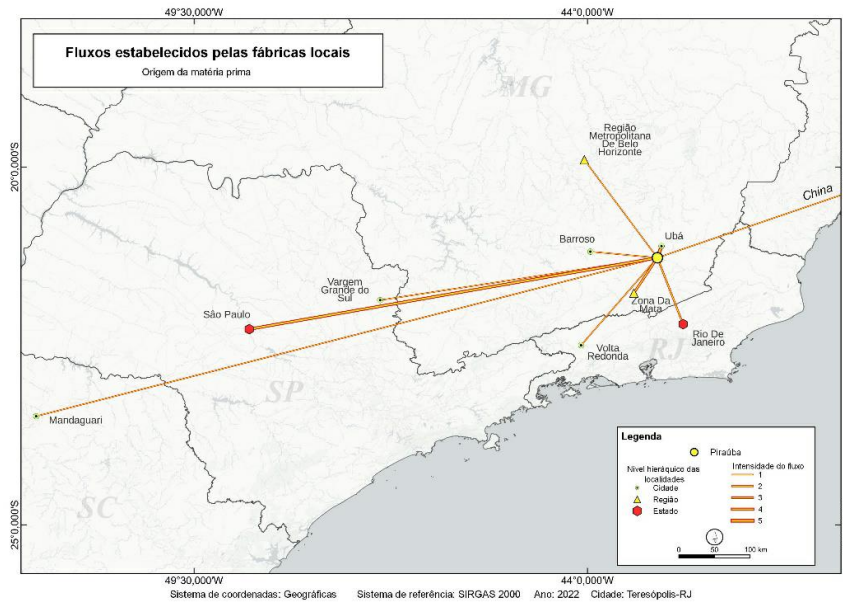 49°30,000'W
44°0,000'W
Fluxos estabelecidos pelas fábricas locais
Origem da matéria prima
MG
Região
Metropolitana
De Belo
Horizonte
20°0,000'S
China
Barroso
Ubá
Vargem
Grande do
Sul
São Paulo
Zona Da
Mata
Rio De
Janeiro
Volta
Redonda
RJ
SP
Mandaguari
SC
25°0,000'S
Legenda
Piraúba
Nível hieráquico das
localidades
Cidade
Região
Estado
Intensidade do fluxo
1
2
3
4
5
0 50 100 km
49°30,000'W
44°0,000'W
Sistema de coordenadas: Geográficas Sistema de referência: SIRGAS 2000 Ano: 2022 Cidade: Teresópolis-RJ